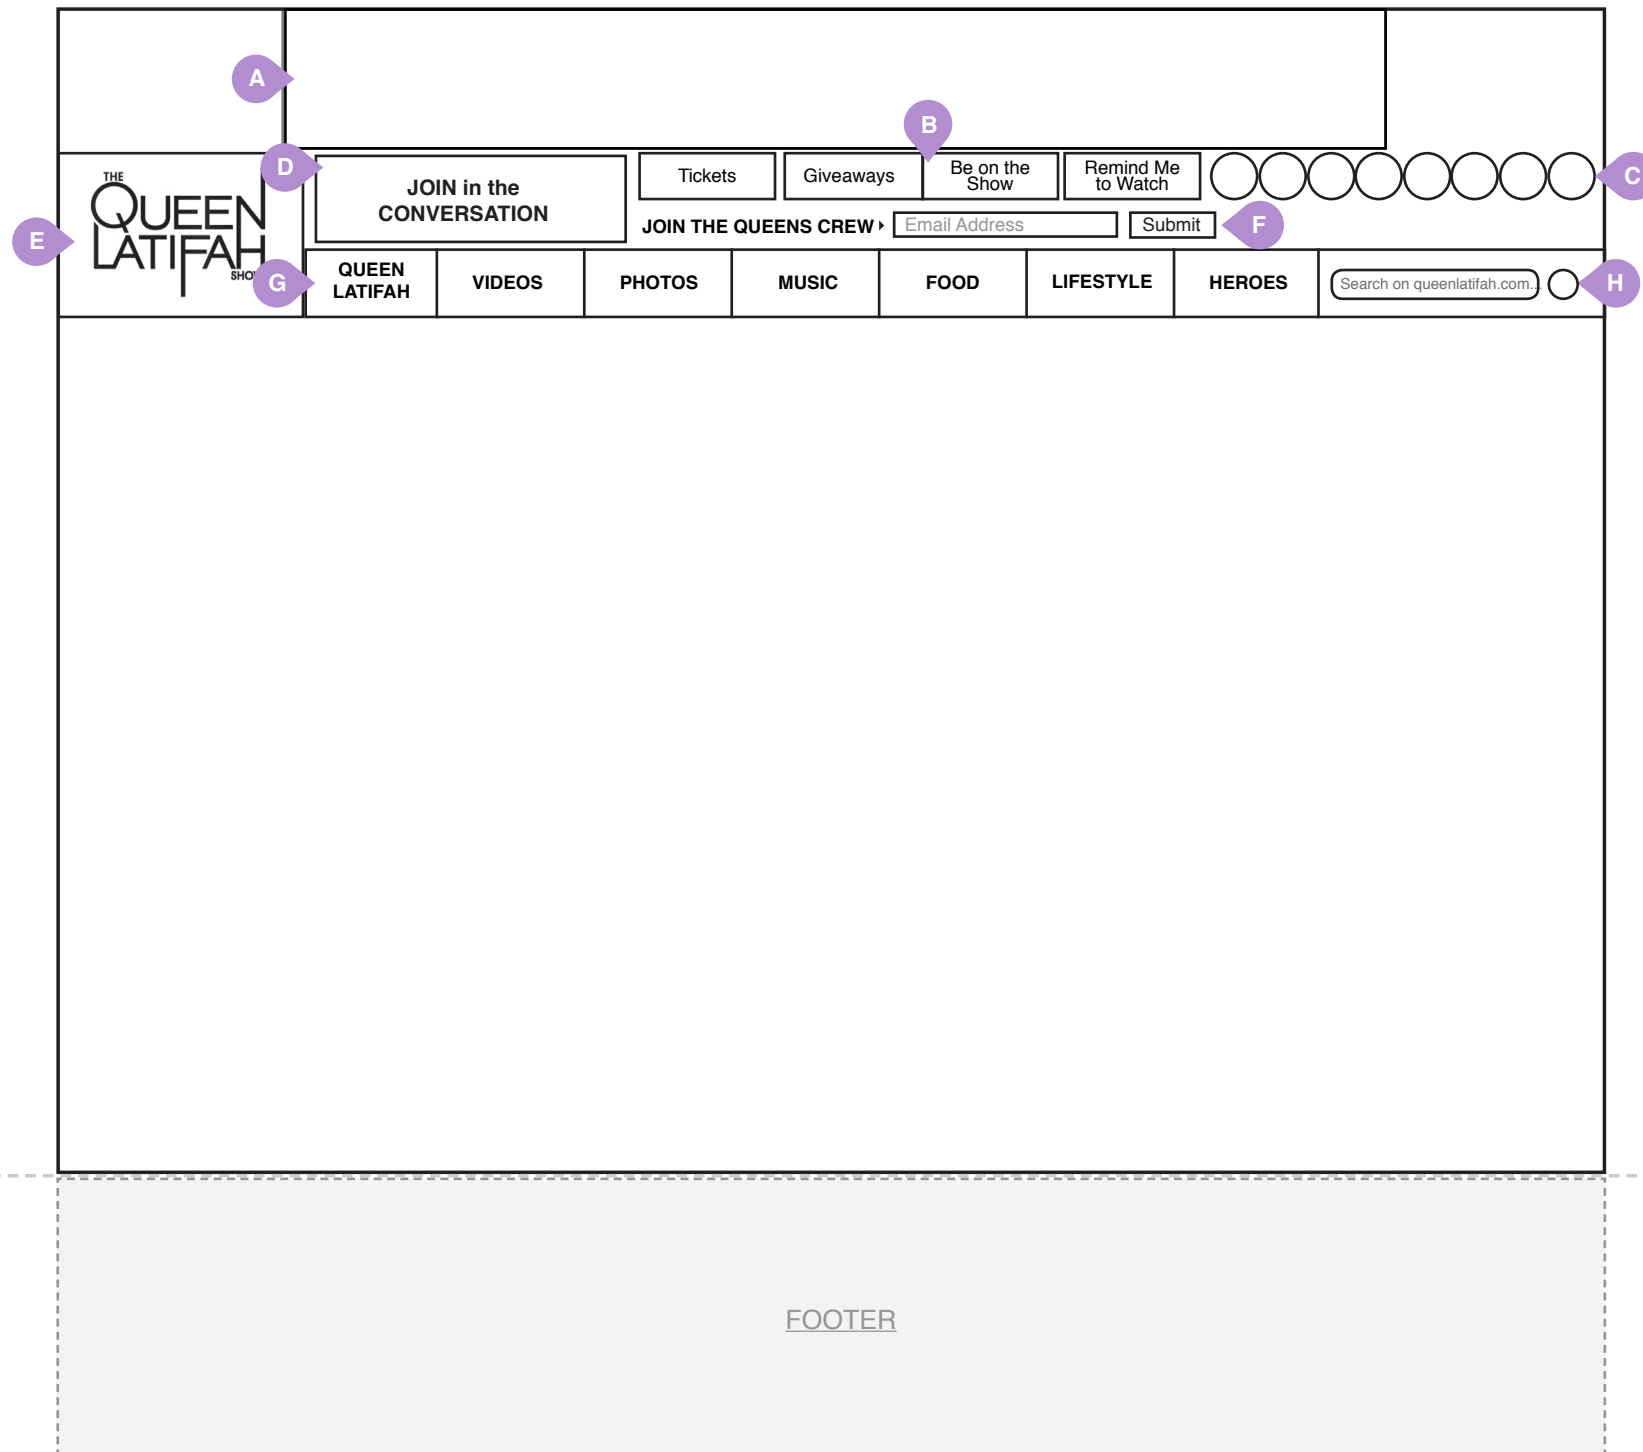 A
B
D
JOIN in the
CONVERSATION
Tickets
Giveaways
Be on the
Show
Remind Me
to Watch
C
THE
QUEEN
LATIFAH
SHOW
E
JOIN THE QUEENS CREW
Email Address
Submit
F
G
QUEEN
LATIFAH
VIDEOS
PHOTOS
MUSIC
FOOD
LIFESTYLE
HEROES
Search on queenlatifah.com...
H
FOOTER